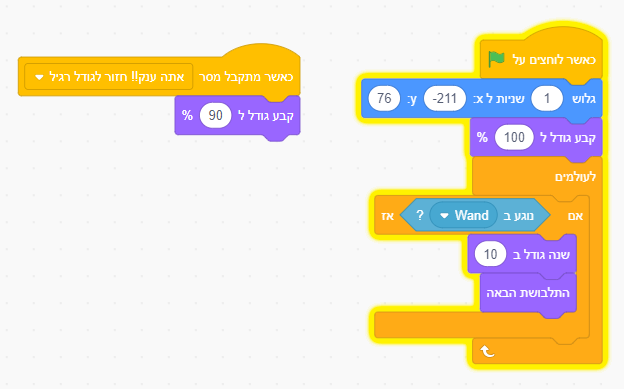 כאשר לוחצים על
גלוש 1 שניות ל x: -211 y: 76
קבע גודל ל 100 %
לעולמים
אם נוגע ב Wand ? אז
שנה גודל ב 10
התלבושת הבאה
כאשר מתקבל מסר אתה ענק!! חזור לגודל רגיל
קבע גודל ל 90 %